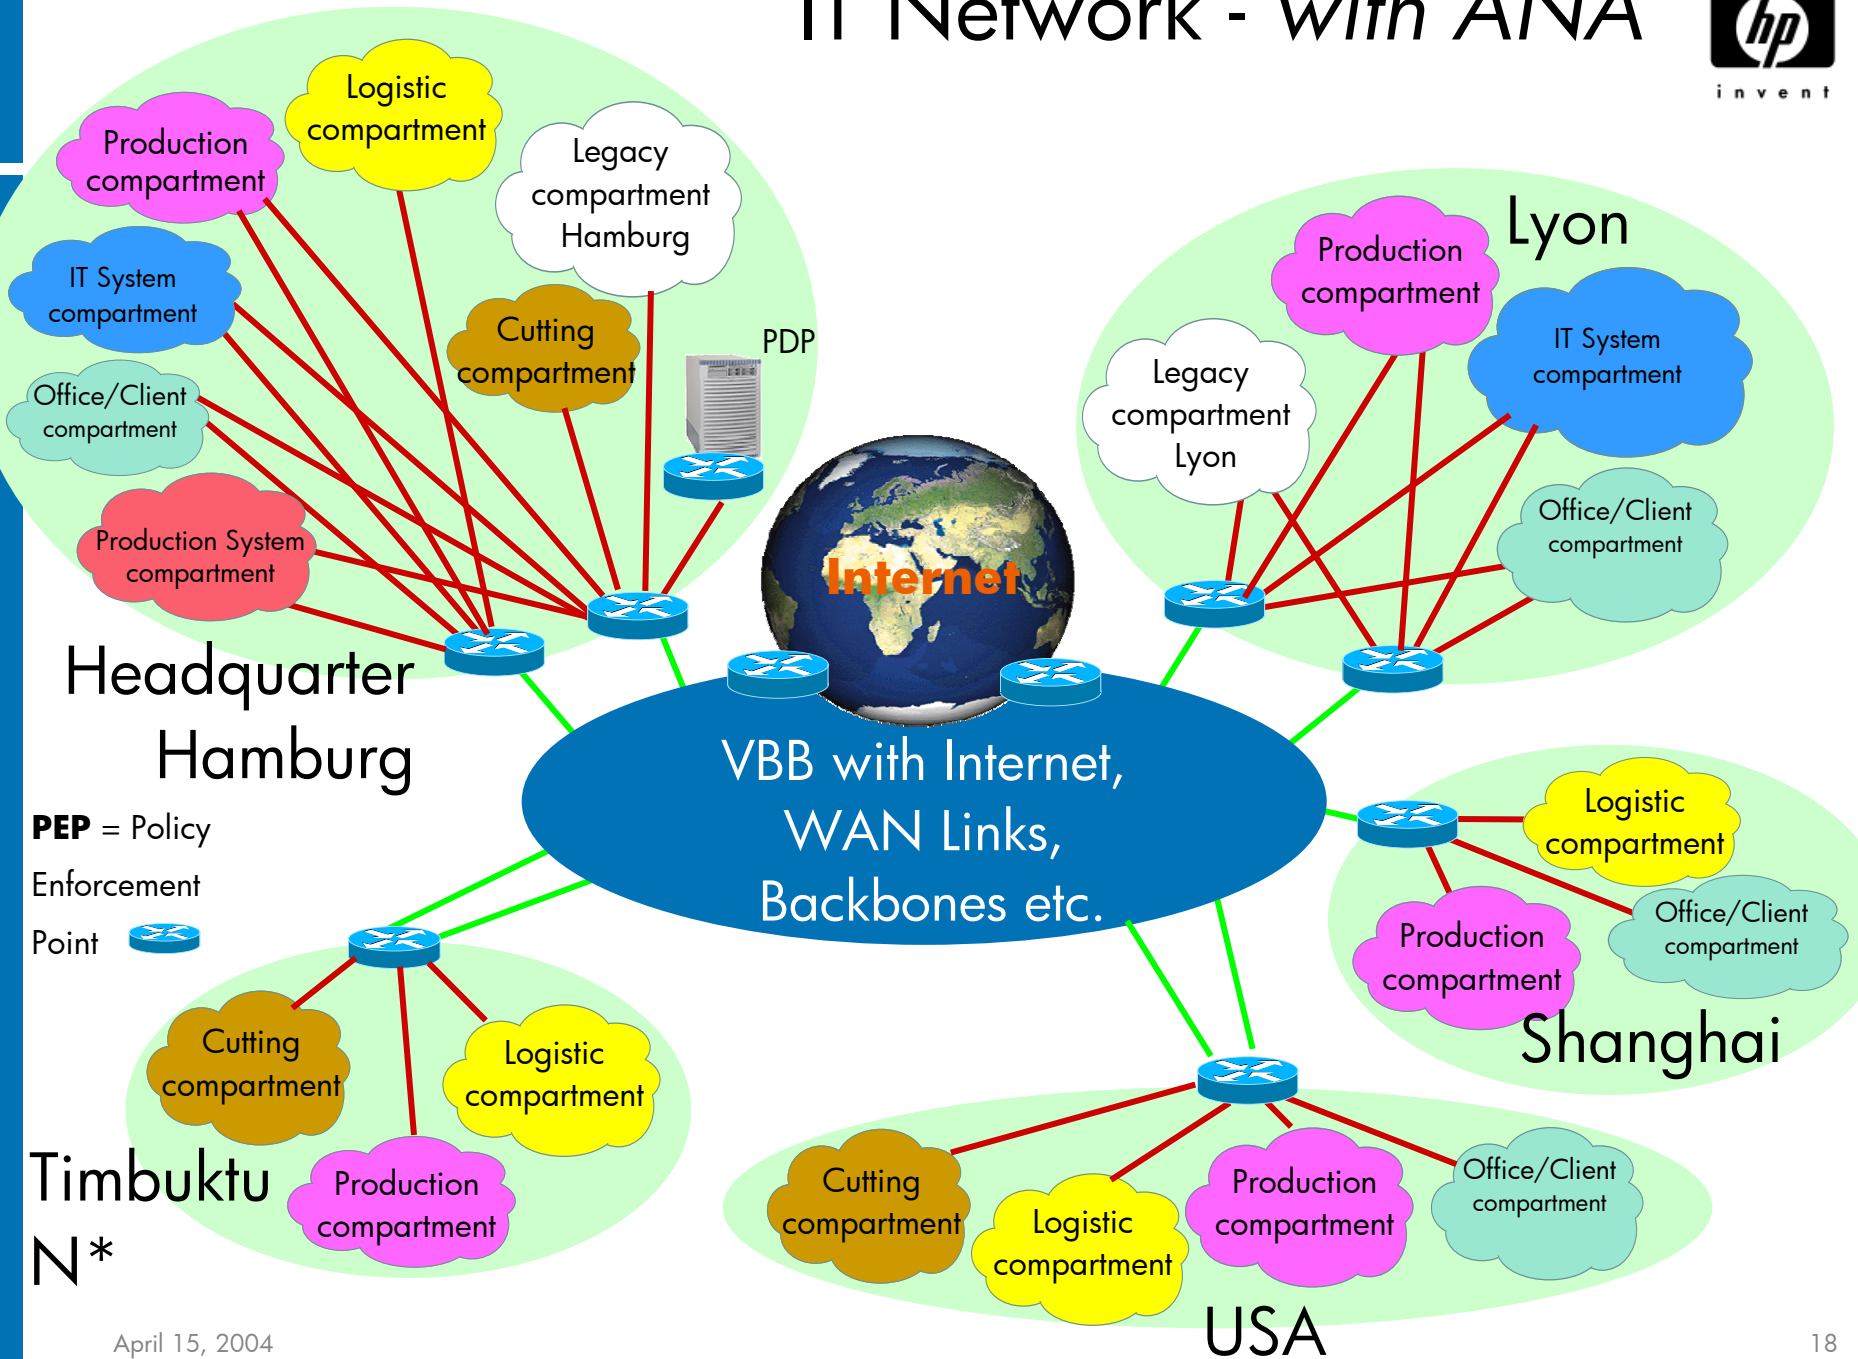 IT Network - with ANA
hp
invent
Logistic
compartment
Production
compartment
Legacy
compartment
Hamburg
IT System
compartment
Cutting
compartment
PDP
Office/Client
compartment
Production System
compartment
Headquarter
Hamburg
Internet
Lyon
Production
compartment
IT System
compartment
Legacy
compartment
Lyon
Office/Client
compartment
VBB with Internet,
WAN Links,
Backbones etc.
PEP = Policy
Enforcement
Point
Logistic
compartment
Office/Client
compartment
Production
compartment
Shanghai
Cutting
compartment
Logistic
compartment
Production
compartment
Timbuktu
N*
Cutting
compartment
Logistic
compartment
Production
compartment
Office/Client
compartment
USA
April 15, 2004
18